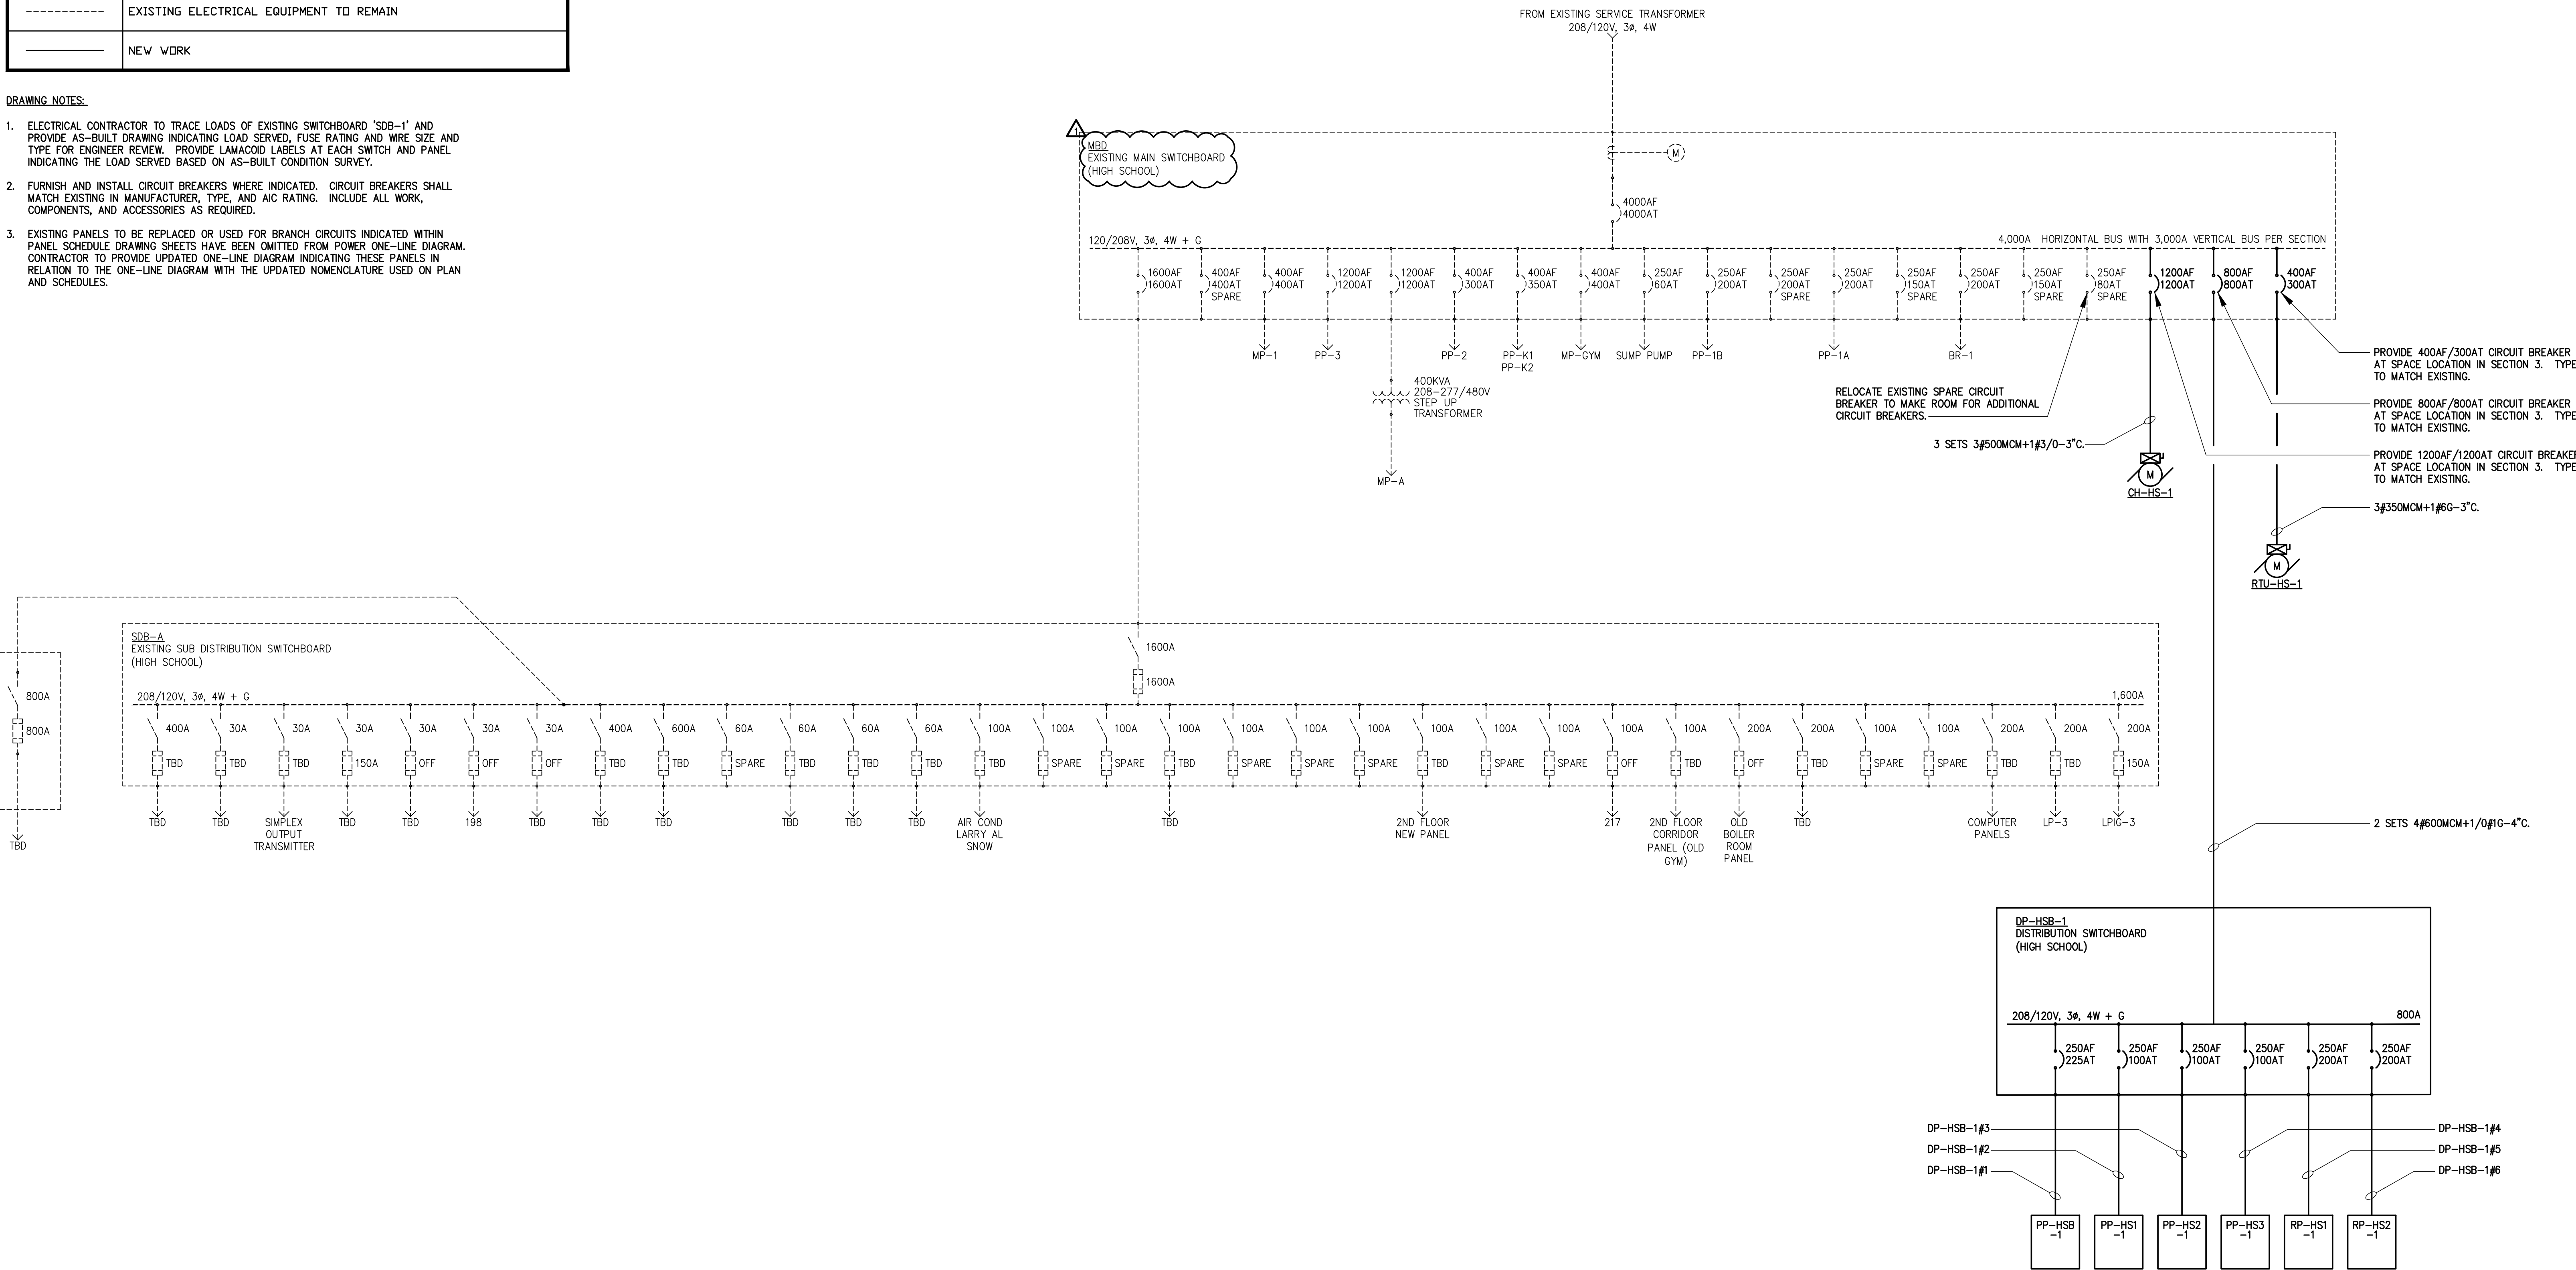 EXISTING ELECTRICAL EQUIPMENT TO REMAIN
NEW WORK
DRAWING NOTES:
1. ELECTRICAL CONTRACTOR TO TRACE LOADS OF EXISTING SWITCHBOARD 'SDB-1' AND
PROVIDE AS-BUILT DRAWING INDICATING LOAD SERVED, FUSE RATING AND WIRE SIZE AND
TYPE FOR ENGINEER REVIEW. PROVIDE LAMACOID LABELS AT EACH SWITCH AND PANEL
INDICATING THE LOAD SERVED BASED ON AS-BUILT CONDITION SURVEY.
2. FURNISH AND INSTALL CIRCUIT BREAKERS WHERE INDICATED. CIRCUIT BREAKERS SHALL
MATCH EXISTING IN MANUFACTURER, TYPE, AND AIC RATING. INCLUDE ALL WORK,
COMPONENTS, AND ACCESSORIES AS REQUIRED.
3. EXISTING PANELS TO BE REPLACED OR USED FOR BRANCH CIRCUITS INDICATED WITHIN
PANEL SCHEDULE DRAWING SHEETS HAVE BEEN OMITTED FROM POWER ONE-LINE DIAGRAM.
CONTRACTOR TO PROVIDE UPDATED ONE-LINE DIAGRAM INDICATING THESE PANELS IN
RELATION TO THE ONE-LINE DIAGRAM WITH THE UPDATED NOMENCLATURE USED ON PLAN
AND SCHEDULES.
FROM EXISTING SERVICE TRANSFORMER
208/120V, 3ø, 4W
1
MBD
EXISTING MAIN SWITCHBOARD
(HIGH SCHOOL)
M
4000AF
4000AT
120/208V, 3ø, 4W + G
4,000A HORIZONTAL BUS WITH 3,000A VERTICAL BUS PER SECTION
1600AF
1600AT
400AF
400AT
SPARE
400AF
400AT
1200AF
1200AT
1200AF
1200AT
400AF
300AT
400AF
350AT
400AF
400AT
250AF
60AT
250AF
200AT
250AF
200AT
SPARE
250AF
200AT
250AF
150AT
SPARE
250AF
200AT
250AF
150AT
SPARE
250AF
80AT
SPARE
1200AF
1200AT
800AF
800AT
400AF
300AT
MP-1
PP-3
PP-2
PP-K1
PP-K2
MP-GYM
SUMP PUMP
PP-1B
PP-1A
BR-1
400KVA
208-277/480V
STEP UP
TRANSFORMER
MP-A
RELOCATE EXISTING SPARE CIRCUIT
BREAKER TO MAKE ROOM FOR ADDITIONAL
CIRCUIT BREAKERS.
3 SETS 3#500MCM+1#3/0-3"C.
M
CH-HS-1
PROVIDE 400AF/300AT CIRCUIT BREAKER
AT SPACE LOCATION IN SECTION 3. TYPE
TO MATCH EXISTING.
PROVIDE 800AF/800AT CIRCUIT BREAKER
AT SPACE LOCATION IN SECTION 3. TYPE
TO MATCH EXISTING.
PROVIDE 1200AF/1200AT CIRCUIT BREAKER
AT SPACE LOCATION IN SECTION 3. TYPE
TO MATCH EXISTING.
3#350MCM+1#6G-3"C.
M
RTU-HS-1
800A
800A
TBD
SDB-A
EXISTING SUB DISTRIBUTION SWITCHBOARD
(HIGH SCHOOL)
1600A
1600A
208/120V, 3ø, 4W + G
1,600A
400A 30A 30A 30A 30A 30A 30A 400A 600A 60A 60A 60A 60A 100A 100A 100A 100A 100A 100A 100A 100A 100A 100A 100A 100A 200A 200A 100A 100A 200A 200A 200A
TBD TBD TBD 150A OFF OFF OFF TBD TBD SPARE TBD TBD TBD TBD SPARE SPARE TBD SPARE SPARE SPARE TBD SPARE SPARE OFF TBD OFF TBD SPARE SPARE TBD TBD 150A
TBD
TBD
SIMPLEX
OUTPUT
TRANSMITTER
TBD
TBD
198
TBD
TBD
TBD
TBD
TBD
TBD
AIR COND
LARRY AL
SNOW
TBD
2ND FLOOR
NEW PANEL
217
2ND FLOOR
CORRIDOR
PANEL (OLD
GYM)
OLD
BOILER
ROOM
PANEL
TBD
COMPUTER
PANELS
LP-3
LPIG-3
2 SETS 4#600MCM+1/0#1G-4"C.
DP-HSB-1
DISTRIBUTION SWITCHBOARD
(HIGH SCHOOL)
208/120V, 3ø, 4W + G
800A
250AF
225AT
250AF
100AT
250AF
100AT
250AF
100AT
250AF
200AT
250AF
200AT
DP-HSB-1#3
DP-HSB-1#2
DP-HSB-1#1
DP-HSB-1#4
DP-HSB-1#5
DP-HSB-1#6
PP-HSB
-1
PP-HS1
-1
PP-HS2
-1
PP-HS3
-1
RP-HS1
-1
RP-HS2
-1